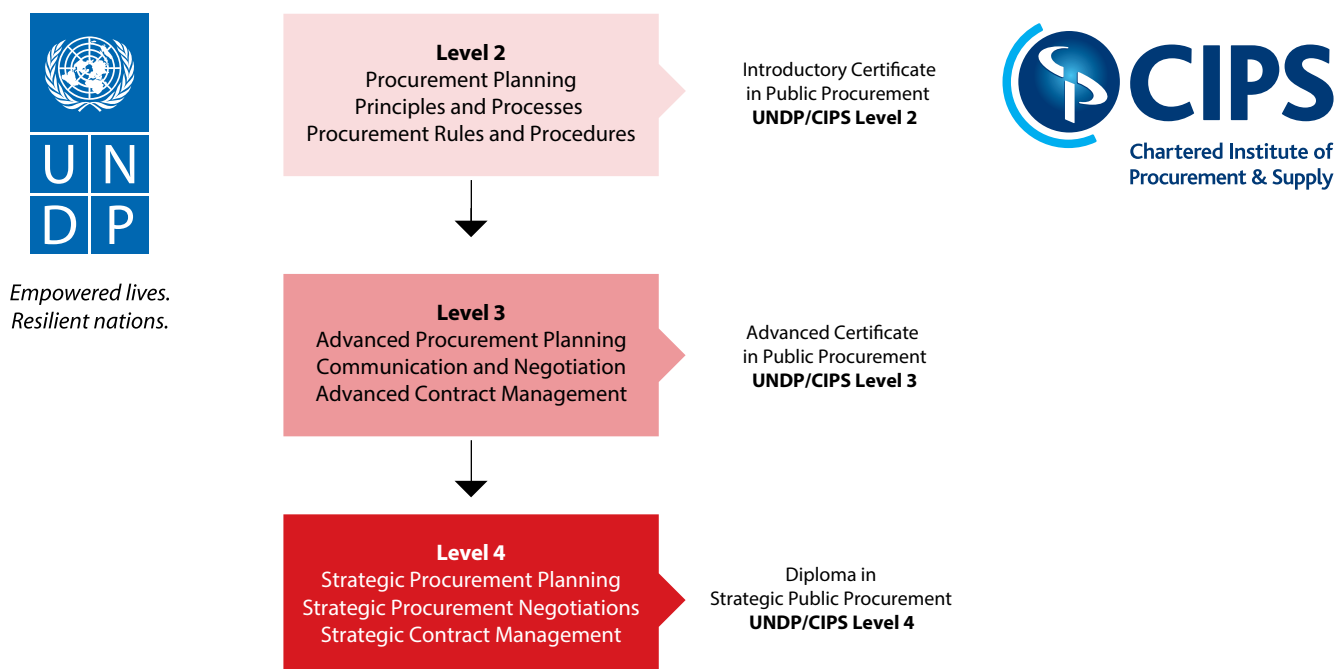 UN
DP
Empowered lives.
Resilient nations.
Level 2
Procurement Planning
Principles and Processes
Procurement Rules and Procedures
Introductory Certificate
in Public Procurement
UNDP/CIPS Level 2
CIPS
Chartered Institute of
Procurement & Supply
Level 3
Advanced Procurement Planning
Communication and Negotiation
Advanced Contract Management
Advanced Certificate
in Public Procurement
UNDP/CIPS Level 3
Level 4
Strategic Procurement Planning
Strategic Procurement Negotiations
Strategic Contract Management
Diploma in
Strategic Public Procurement
UNDP/CIPS Level 4